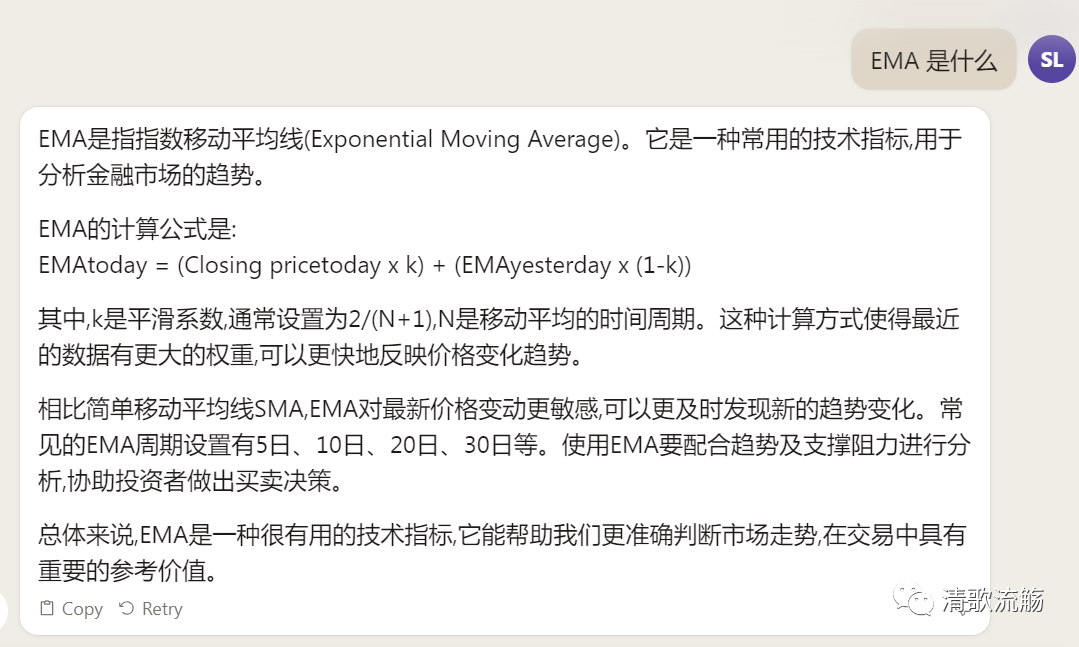 EMA 是什么
SL
EMA是指指数移动平均线(Exponential Moving Average)。它是一种常用的技术指标,用于
分析金融市场的趋势。
EMA的计算公式是:
EMAtoday = (Closing pricetoday x k) + (EMAyesterday x (1-k))
其中,k是平滑系数,通常设置为2/(N+1),N是移动平均的时间周期。这种计算方式使得最近
的数据有更大的权重,可以更快地反映价格变化趋势。
相比简单移动平均线SMA,EMA对最新价格变动更敏感,可以更及时发现新的趋势变化。常
见的EMA周期设置有5日、10日、20日、30日等。使用EMA要配合趋势及支撑阻力进行分
析,协助投资者做出买卖决策。
总体来说,EMA是一种很有用的技术指标,它能帮助我们更准确判断市场走势,在交易中具有
重要的参考价值。
Copy Retry
清歌流觞